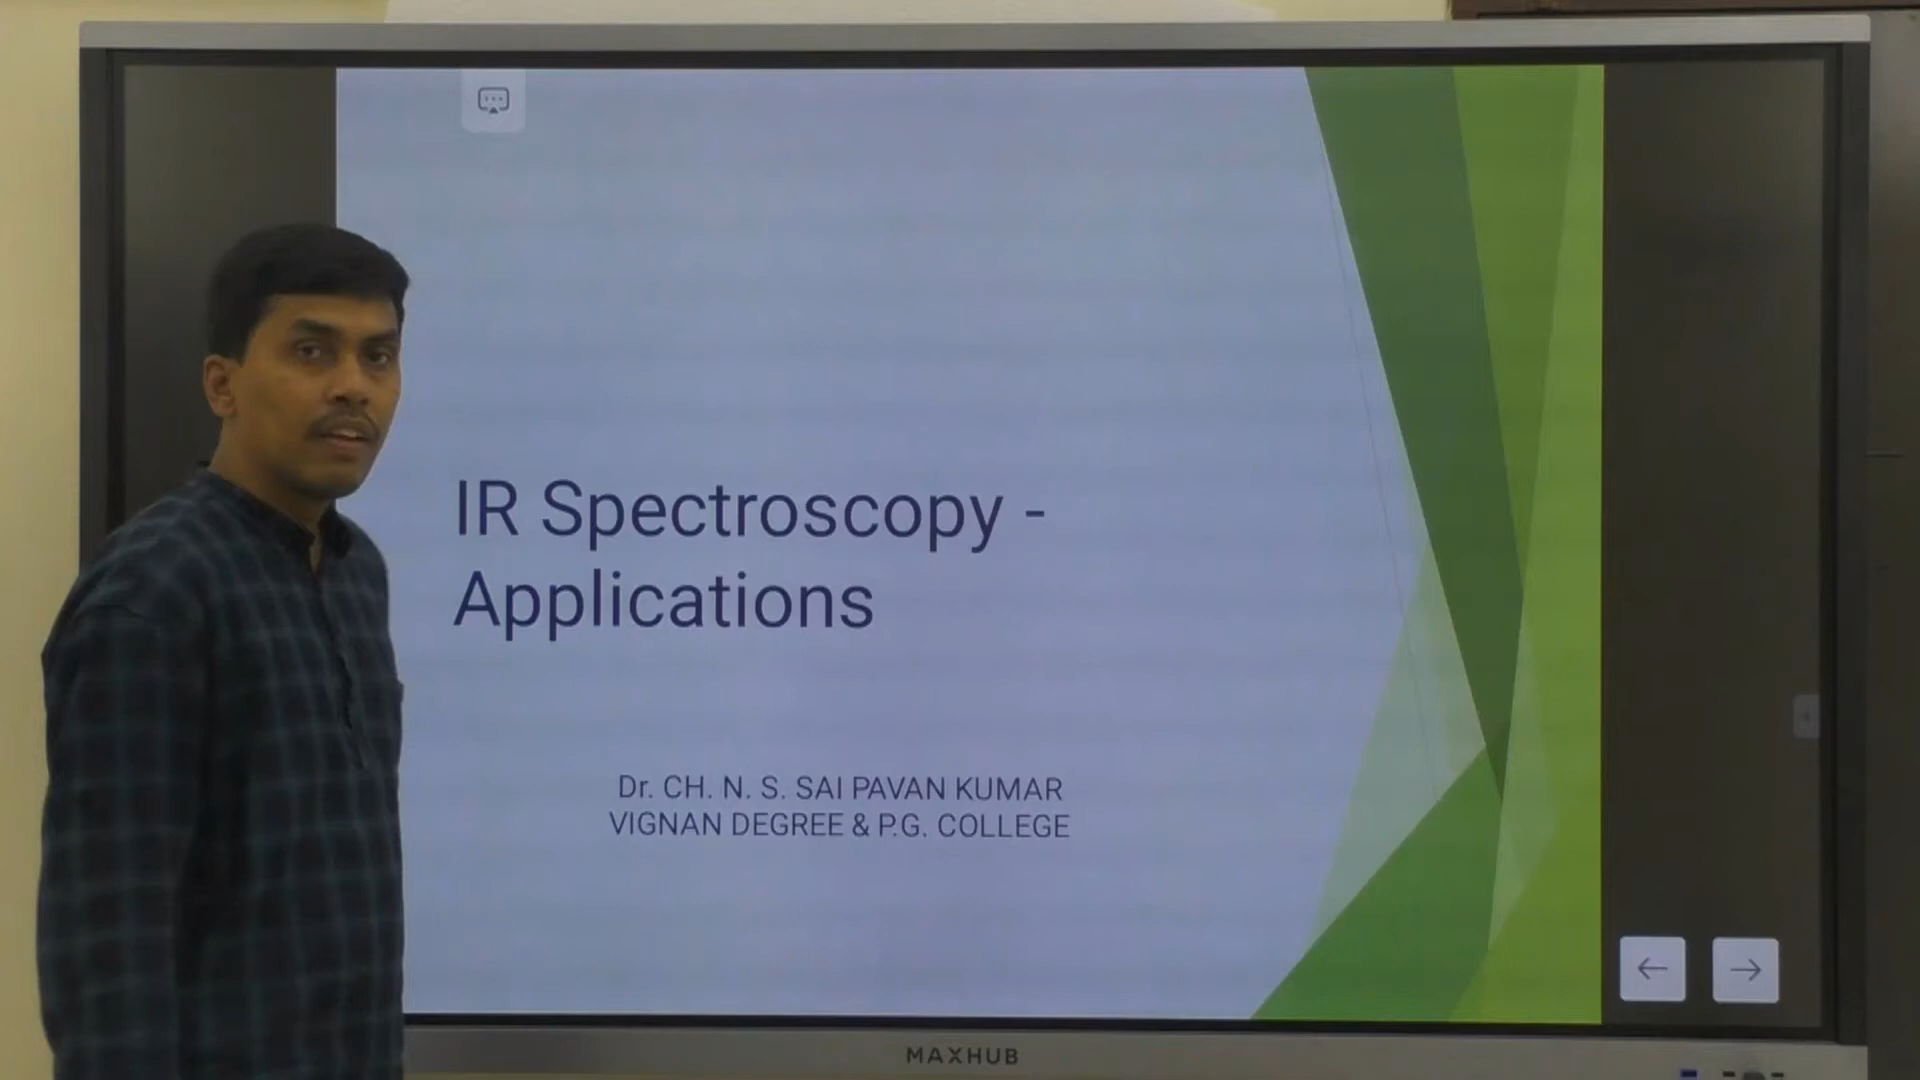 IR Spectroscopy -
Applications
Dr. CH. N. S. SAI PAVAN KUMAR
VIGNAN DEGREE & P.G. COLLEGE
MAXHUB